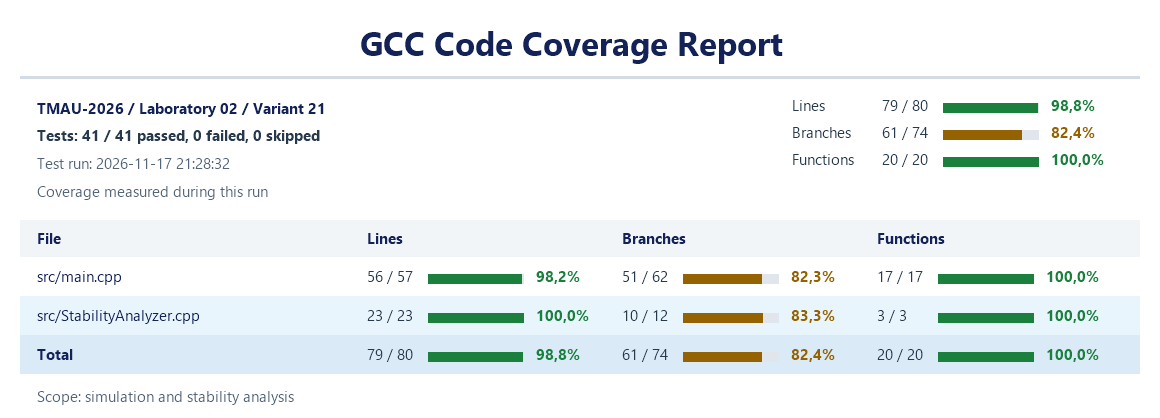 GCC Code Coverage Report
TMAU-2026 / Laboratory 02 / Variant 21
Tests: 41 / 41 passed, 0 failed, 0 skipped
Test run: 2026-11-17 21:28:32
Coverage measured during this run
Lines 79 / 80 98,8%
Branches 61 / 74 82,4%
Functions 20 / 20 100,0%
File Lines Branches Functions
src/main.cpp 56 / 57 98,2% 51 / 62 82,3% 17 / 17 100,0%
src/StabilityAnalyzer.cpp 23 / 23 100,0% 10 / 12 83,3% 3 / 3 100,0%
Total 79 / 80 98,8% 61 / 74 82,4% 20 / 20 100,0%
Scope: simulation and stability analysis